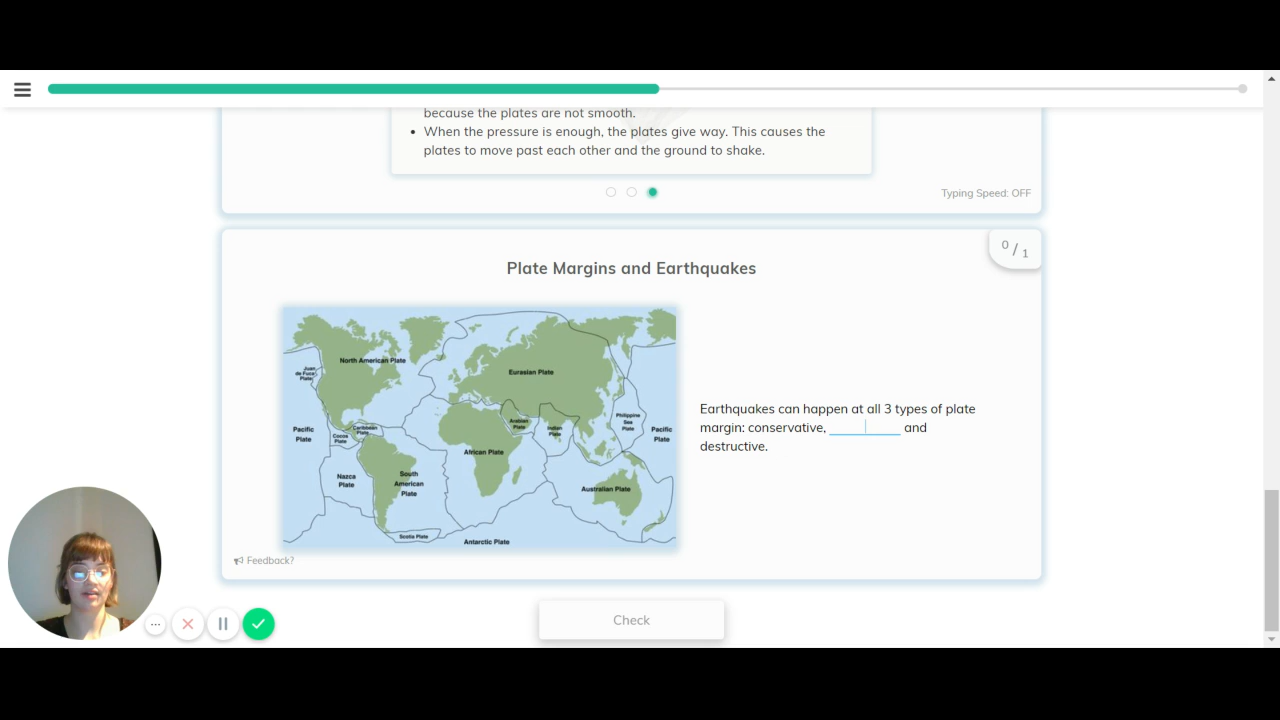 because the plates are not smooth.
• When the pressure is enough, the plates give way. This causes the
plates to move past each other and the ground to shake.
Typing Speed: OFF
0 / 1
Plate Margins and Earthquakes
North American Plate
Juan
de Fuca
Plate
Eurasian Plate
Caribbean
Plate
Cocos
Plate
Pacific
Plate
Arabian
Plate
Indian
Plate
Philippine
Sea
Plate
Pacific
Plate
African Plate
Nazca
Plate
South
American
Plate
Australian Plate
Scotia Plate
Antarctic Plate
Earthquakes can happen at all 3 types of plate
margin: conservative, ________ and
destructive.
Feedback?
Check